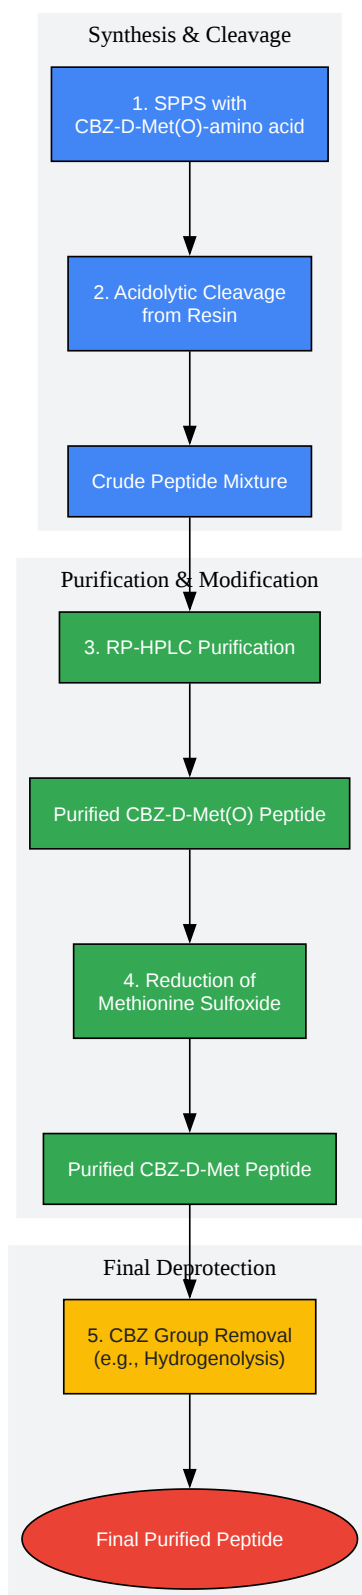 Synthesis & Cleavage
1. SPPS with
CBZ-D-Met(O)-amino acid
2. Acidolytic Cleavage
from Resin
Crude Peptide Mixture
Purification & Modification
3. RP-HPLC Purification
Purified CBZ-D-Met(O) Peptide
4. Reduction of
Methionine Sulfoxide
Purified CBZ-D-Met Peptide
Final Deprotection
5. CBZ Group Removal
(e.g., Hydrogenolysis)
Final Purified Peptide